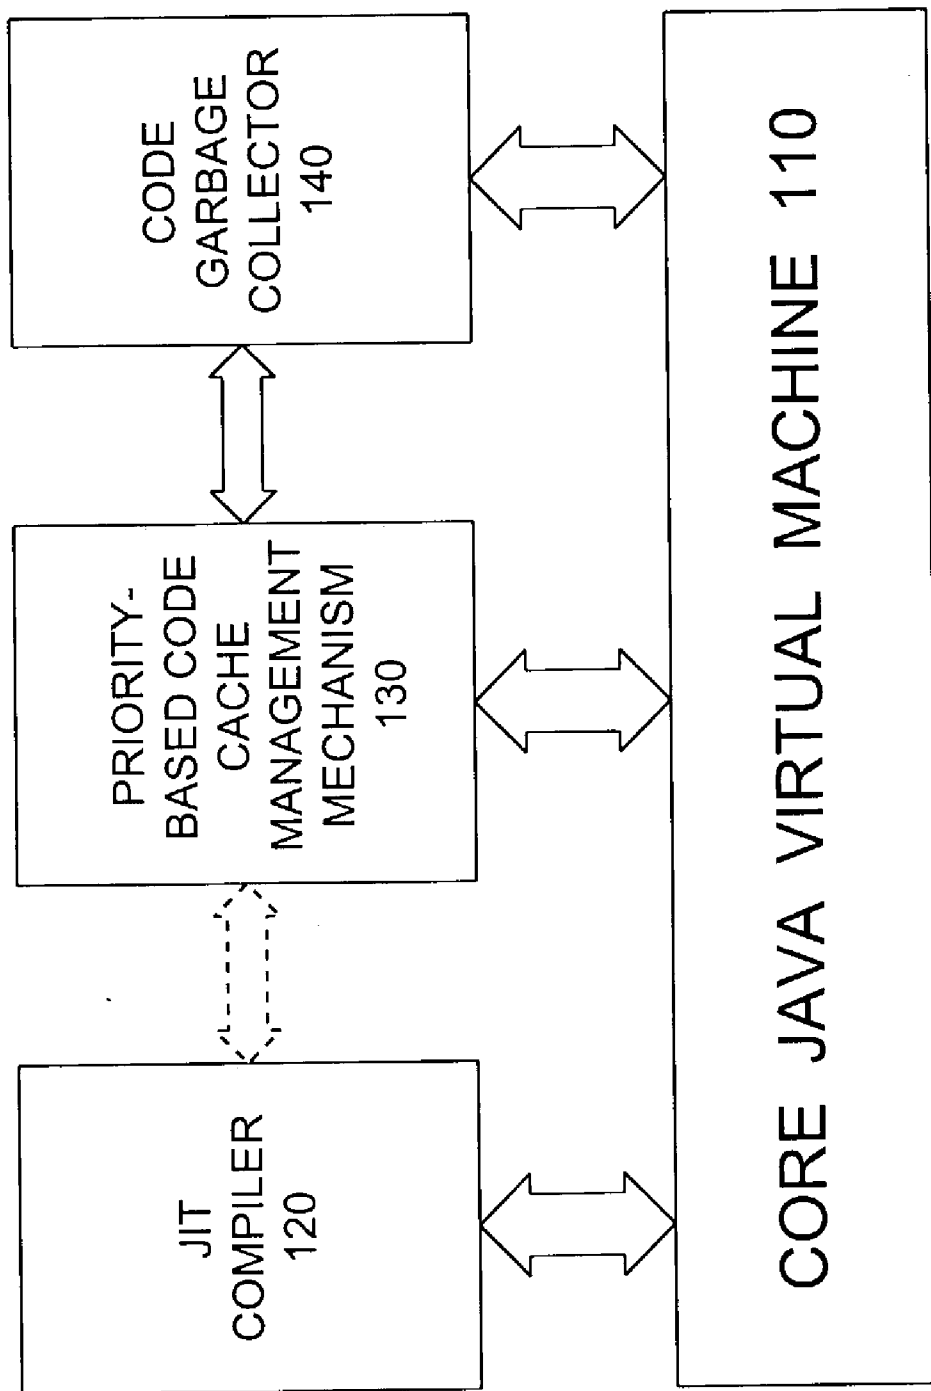 JIT
COMPILER
120
PRIORITY-
BASED CODE
CACHE
MANAGEMENT
MECHANISM
130
CODE
GARBAGE
COLLECTOR
140
CORE JAVA VIRTUAL MACHINE 110